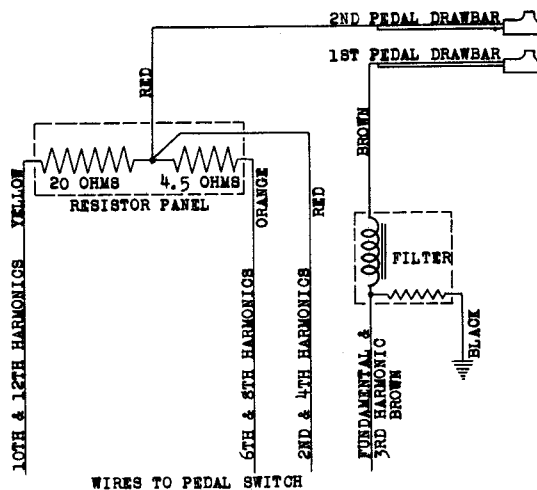 2ND PEDAL DRAWBAR
1ST PEDAL DRAWBAR
RED
BROWN
20 OHMS
4.5 OHMS
RESISTOR PANEL
YELLOW
ORANGE
RED
FILTER
BLACK
10TH & 12TH HARMONICS
6TH & 8TH HARMONICS
2ND & 4TH HARMONICS
FUNDAMENTAL &
3RD HARMONIC
BROWN
WIRES TO PEDAL SWITCH